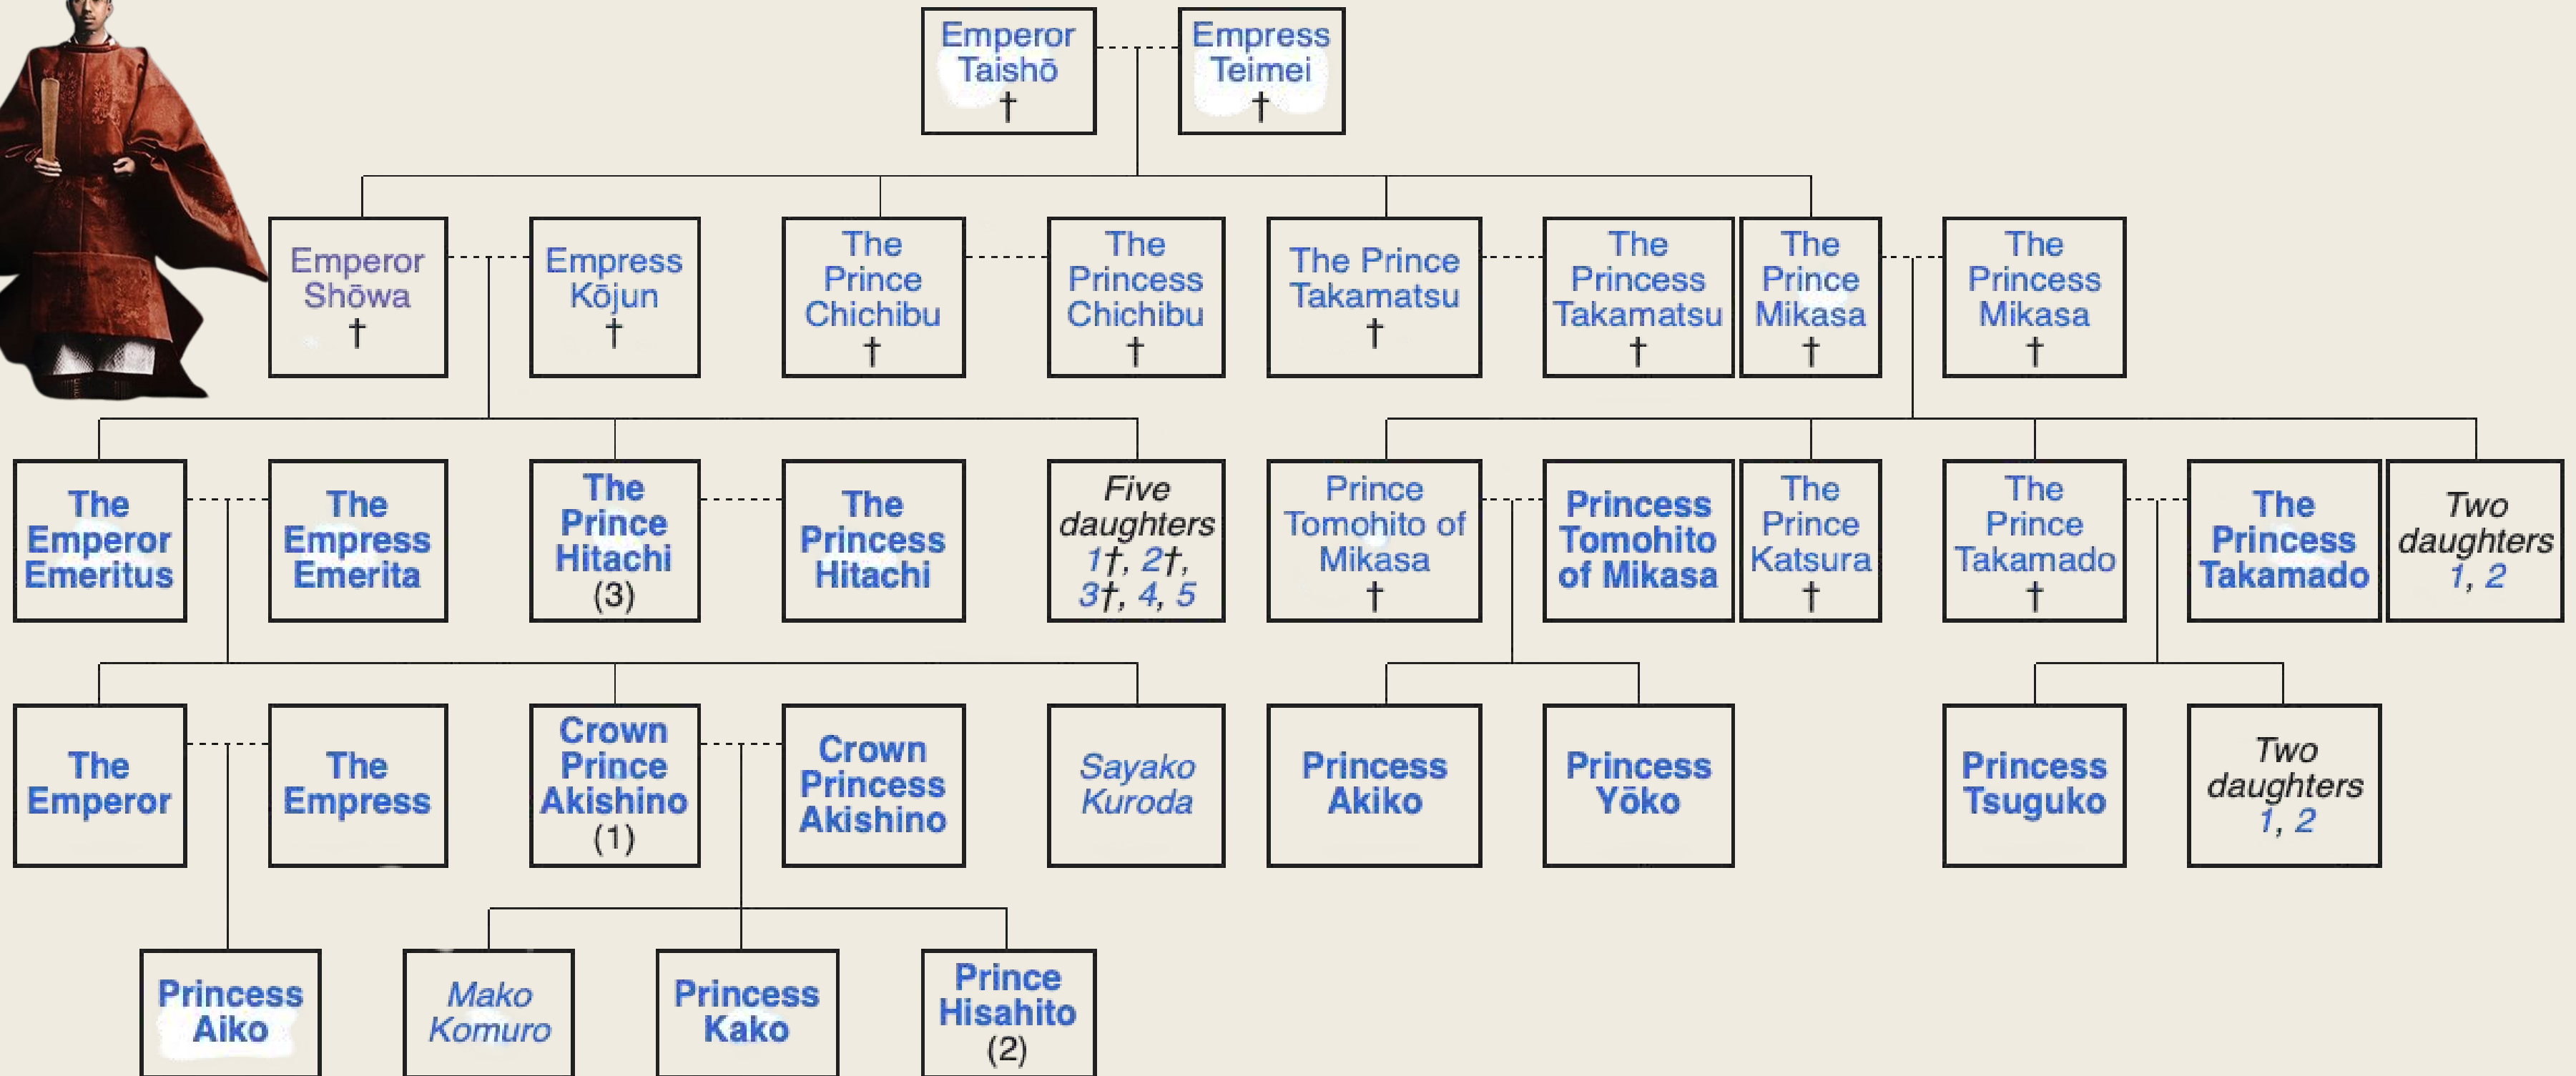 Emperor
Taishō
†
Empress
Teimei
†
Emperor
Shōwa
†
Empress
Kōjun
†
The
Prince
Chichibu
†
The
Princess
Chichibu
†
The Prince
Takamatsu
†
The
Princess
Takamatsu
†
The
Prince
Mikasa
†
The
Princess
Mikasa
†
The
Emperor
Emeritus
The
Empress
Emerita
The
Prince
Hitachi
(3)
The
Princess
Hitachi
Five
daughters
1†, 2†,
3†, 4, 5
Prince
Tomohito of
Mikasa
†
Princess
Tomohito
of Mikasa
The
Prince
Katsura
†
The
Prince
Takamado
†
The
Princess
Takamado
Two
daughters
1, 2
The
Emperor
The
Empress
Crown
Prince
Akishino
(1)
Crown
Princess
Akishino
Sayako
Kuroda
Princess
Akiko
Princess
Yōko
Princess
Tsuguko
Two
daughters
1, 2
Princess
Aiko
Mako
Komuro
Princess
Kako
Prince
Hisahito
(2)